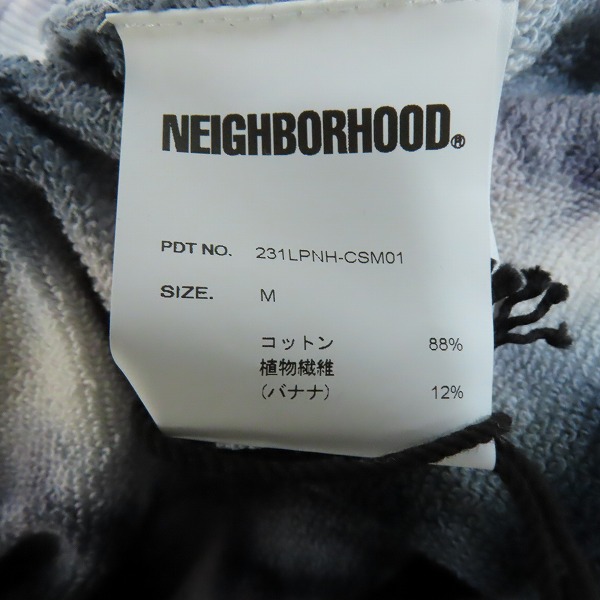 NEIGHBORHOOD®
PDT NO. 231LPNH-CSM01
SIZE. M
コットン 88%
植物繊維
(バナナ) 12%